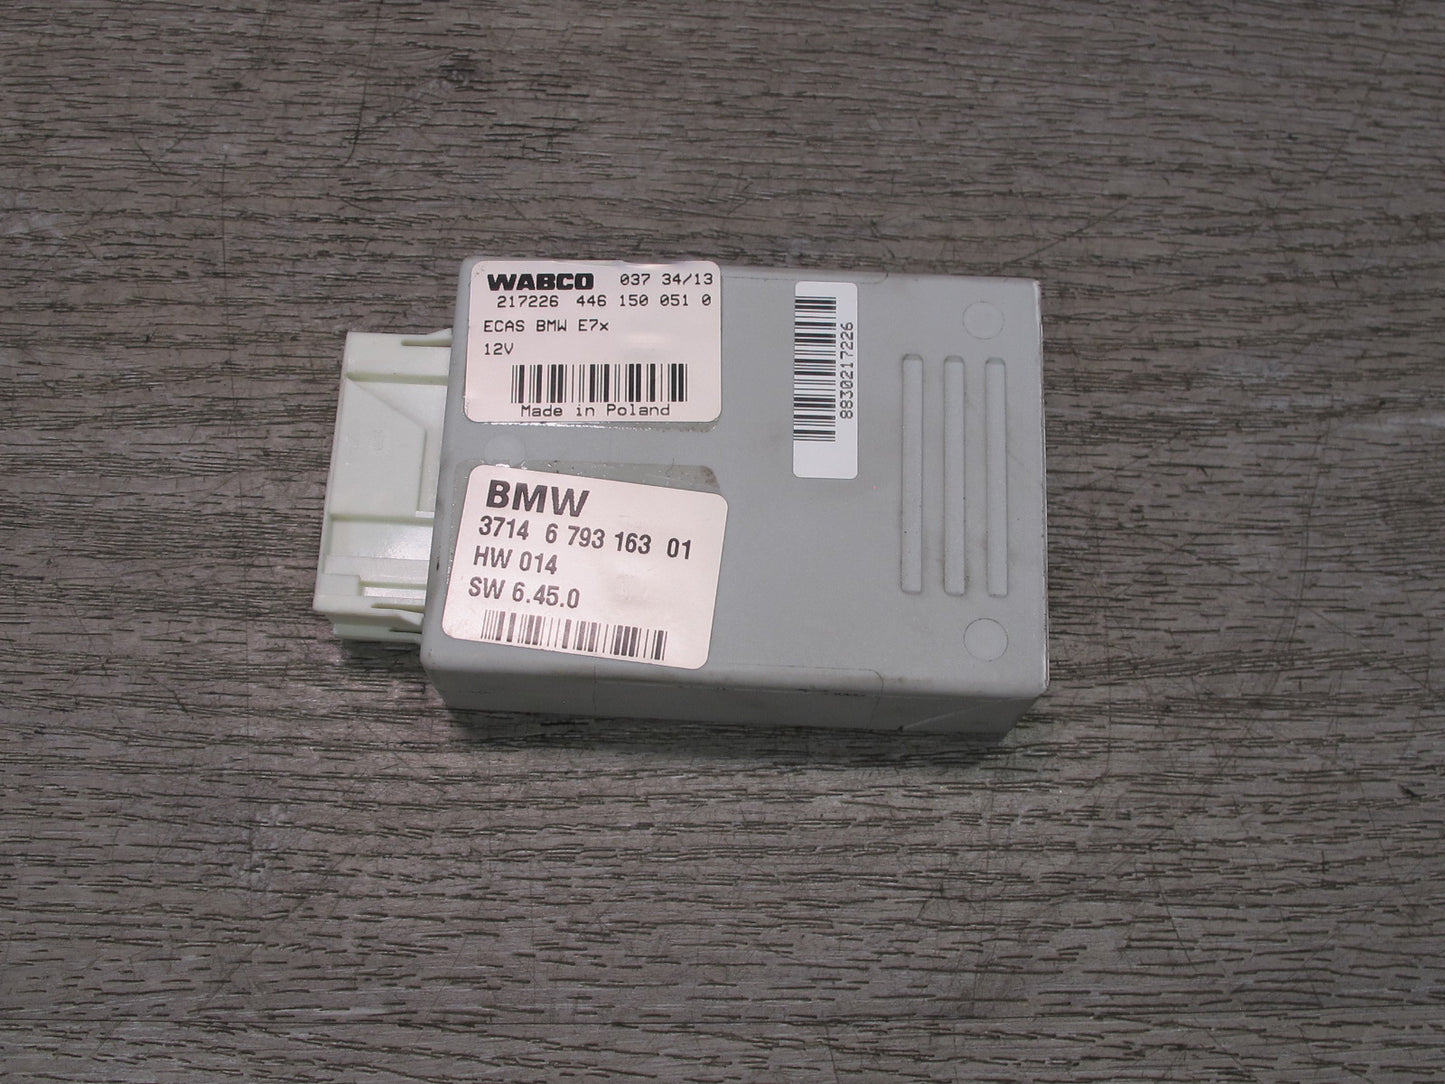 WABCO 037 34/13
217226 446 150 051 0
ECAS BMW E7x
12V
Made in Poland
BMW
3714 6 793 163 01
HW 014
SW 6.45.0
8830217226